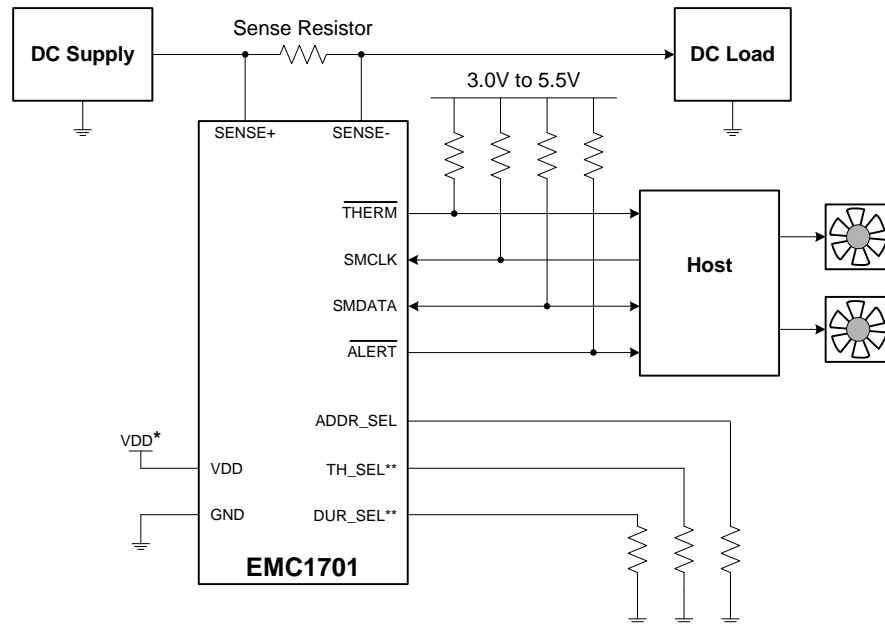 Sense Resistor
DC Supply
DC Load
3.0V to 5.5V
SENSE+
SENSE-
THERM
SMCLK
SMDATA
ALERT
Host
ADDR_SEL
VDD*
VDD
TH_SEL**
GND
DUR_SEL**
EMC1701